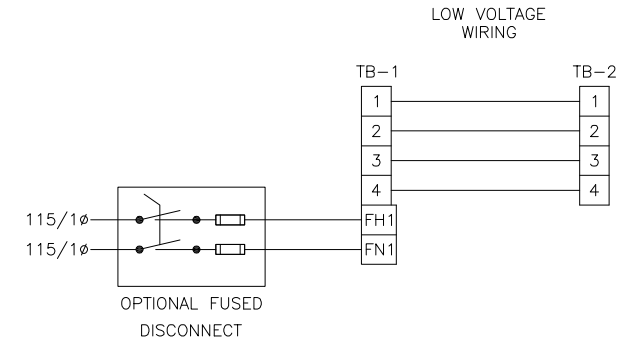 LOW VOLTAGE
WIRING
TB-1
TB-2
1
1
2
2
3
3
4
4
115/1ø
FH1
115/1ø
FN1
OPTIONAL FUSED
DISCONNECT